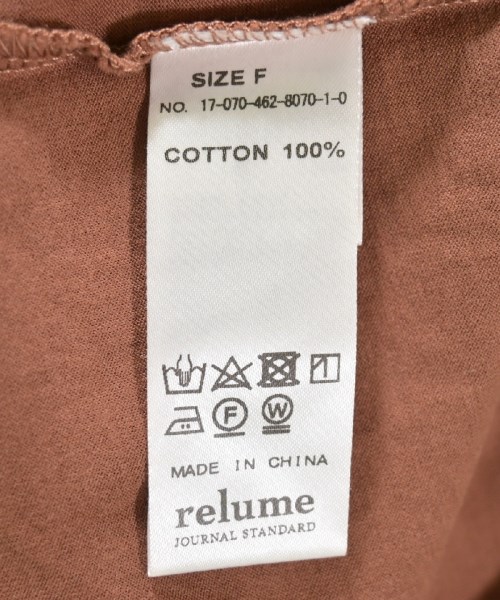 SIZE F
NO. 17-070-462-8070-1-0
COTTON 100%
F W
MADE IN CHINA
relume
JOURNAL STANDARD